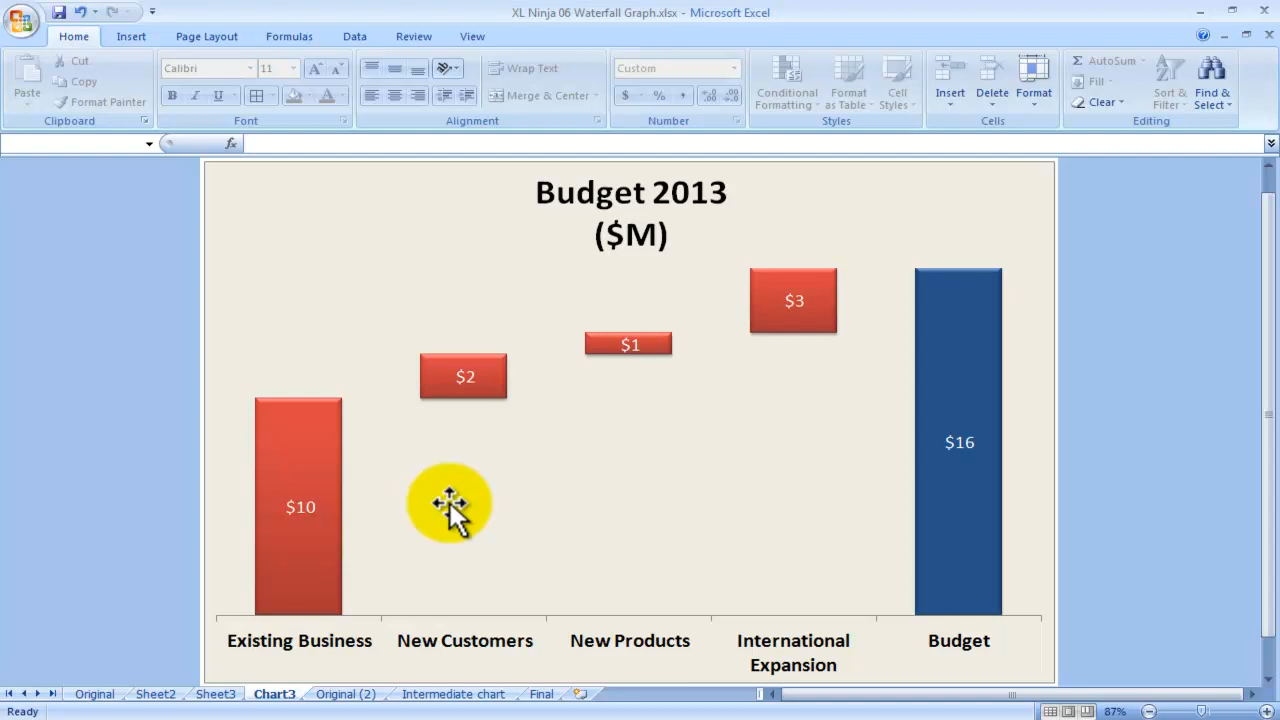 XL Ninja 06 Waterfall Graph.xlsx - Microsoft Excel
Home Insert Page Layout Formulas Data Review View
Paste
Cut
Copy
Format Painter
Clipboard
Calibri 11
B I U
Font
Wrap Text
Merge & Center
Alignment
Custom
$ % ,
Number
Conditional Formatting
Format as Table
Cell Styles
Styles
Insert Delete Format
Cells
Σ AutoSum
Fill
Clear
Sort & Filter
Find & Select
Editing
fx
Budget 2013
($M)
$3
$1
$2
$16
$10
Existing Business New Customers New Products International Expansion Budget
Original Sheet2 Sheet3 Chart3 Original (2) Intermediate chart Final
Ready 87%